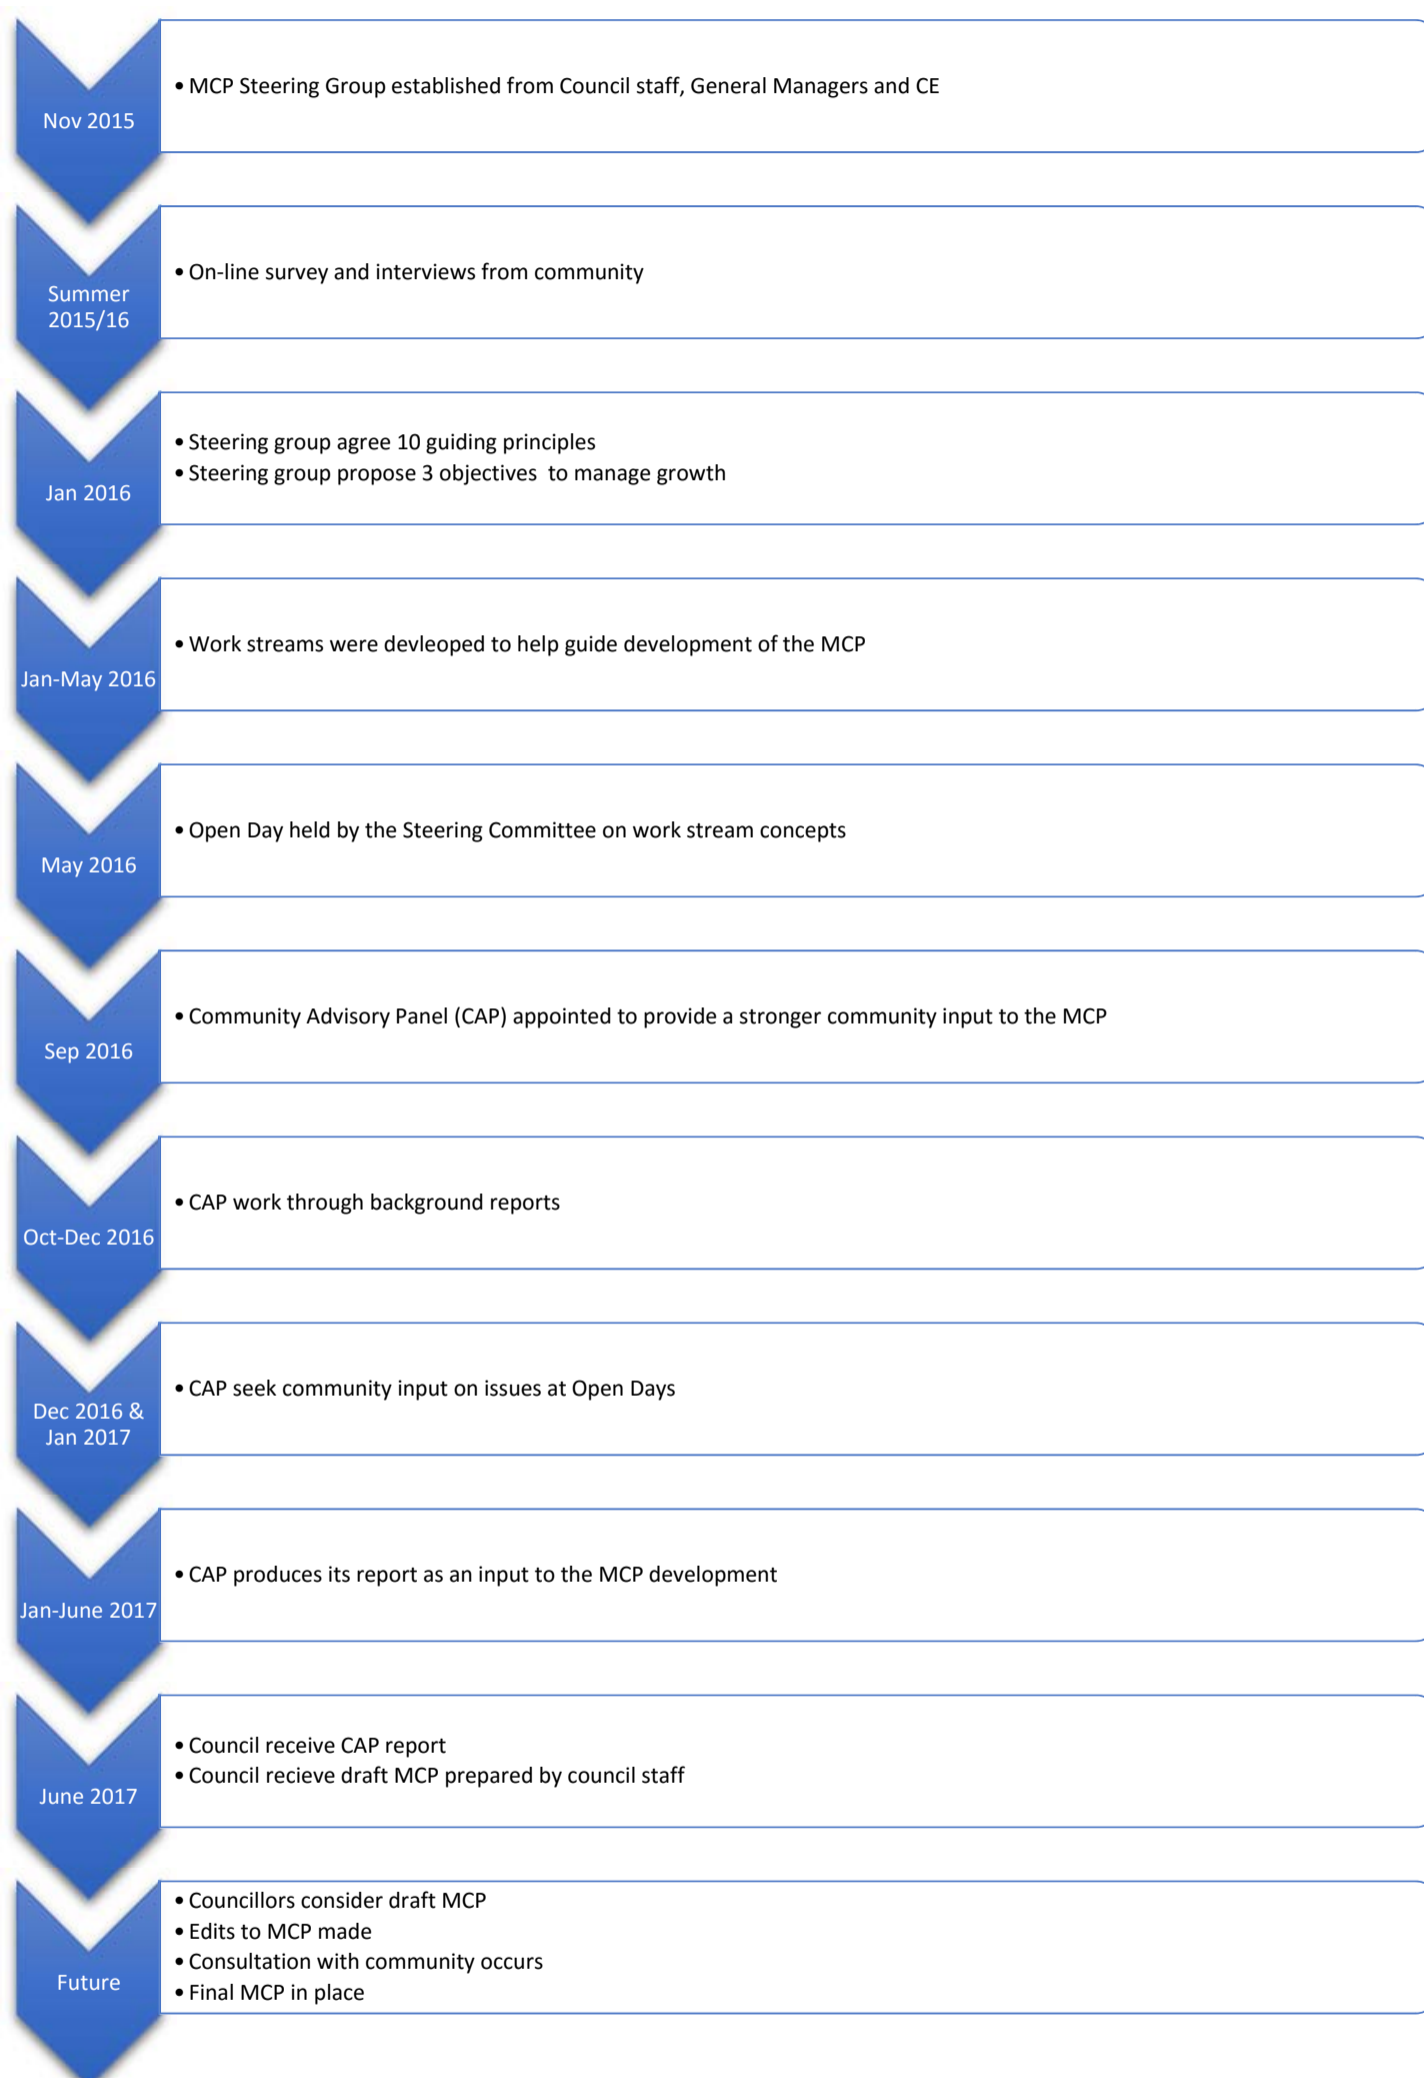 Nov 2015
• MCP Steering Group established from Council staff, General Managers and CE
Summer
2015/16
• On-line survey and interviews from community
Jan 2016
• Steering group agree 10 guiding principles
• Steering group propose 3 objectives  to manage growth
Jan-May 2016
• Work streams were devleoped to help guide development of the MCP
May 2016
• Open Day held by the Steering Committee on work stream concepts
Sep 2016
• Community Advisory Panel (CAP) appointed to provide a stronger community input to the MCP
Oct-Dec 2016
• CAP work through background reports
Dec 2016 &
Jan 2017
• CAP seek community input on issues at Open Days
Jan-June 2017
• CAP produces its report as an input to the MCP development
June 2017
• Council receive CAP report
• Council recieve draft MCP prepared by council staff
Future
• Councillors consider draft MCP
• Edits to MCP made
• Consultation with community occurs
• Final MCP in place